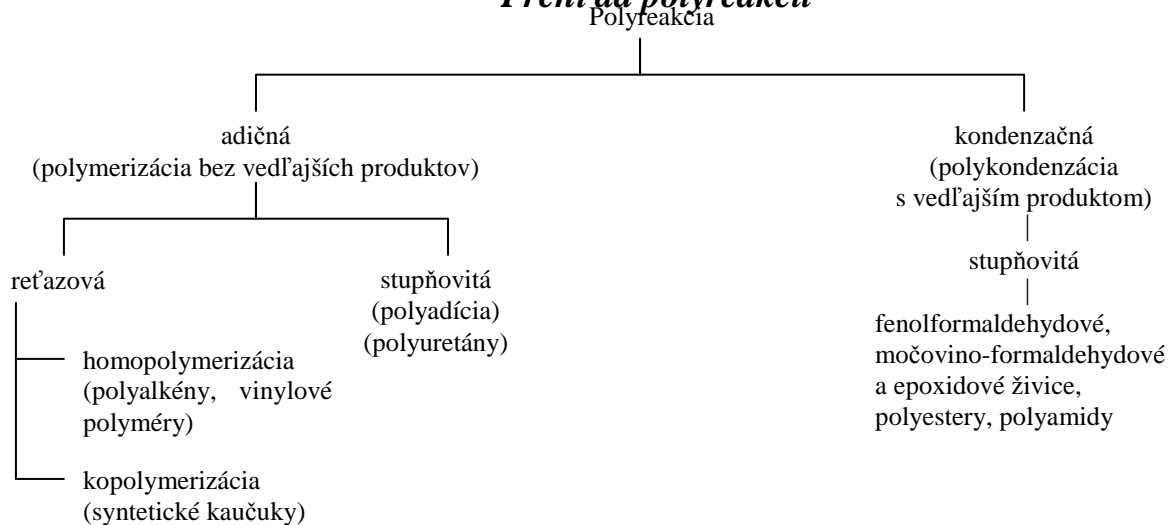 polyreakcií
Polyreakcia
adičná
(polymerizácia bez vedľajších produktov)
kondenzačná
(polykondenzácia
s vedľajším produktom)
reťazová
stupňovitá
(polyadícia)
(polyuretány)
stupňovitá
homopolymerizácia
(polyalkény, vinylové
polyméry)
kopolymerizácia
(syntetické kaučuky)
fenolformaldehydové,
močovino-formaldehydové
a epoxidové živice,
polyestery, polyamidy